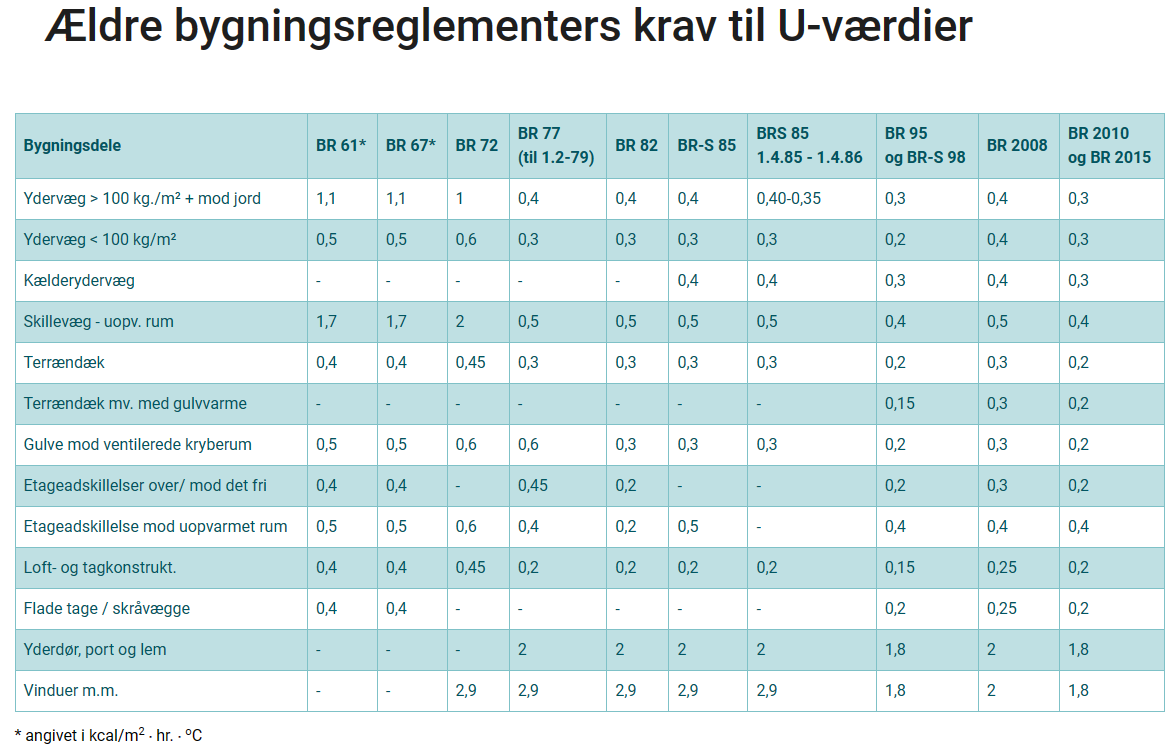 Ældre bygningsreglementers krav til U-værdier
Bygningsdele BR 61* BR 67* BR 72 BR 77 (til 1.2-79) BR 82 BR-S 85 BRS 85 1.4.85 - 1.4.86 BR 95 og BR-S 98 BR 2008 BR 2010 og BR 2015
Ydervæg > 100 kg./m² + mod jord 1,1 1,1 1 0,4 0,4 0,4 0,40-0,35 0,3 0,4 0,3
Ydervæg < 100 kg/m² 0,5 0,5 0,6 0,3 0,3 0,3 0,3 0,2 0,4 0,3
Kælderydervæg - - - - - 0,4 0,4 0,3 0,4 0,3
Skillevæg - uopv. rum 1,7 1,7 2 0,5 0,5 0,5 0,5 0,4 0,5 0,4
Terrændæk 0,4 0,4 0,45 0,3 0,3 0,3 0,3 0,2 0,3 0,2
Terrændæk mv. med gulvvarme - - - - - - - 0,15 0,3 0,2
Gulve mod ventilerede kryberum 0,5 0,5 0,6 0,6 0,3 0,3 0,3 0,2 0,3 0,2
Etageadskillelser over/ mod det fri 0,4 0,4 - 0,45 0,2 - - 0,2 0,3 0,2
Etageadskillelse mod uopvarmet rum 0,5 0,5 0,6 0,4 0,2 0,5 - 0,4 0,4 0,4
Loft- og tagkonstrukt. 0,4 0,4 0,45 0,2 0,2 0,2 0,2 0,15 0,25 0,2
Flade tage / skråvægge 0,4 0,4 - - - - - 0,2 0,25 0,2
Yderdør, port og lem - - - 2 2 2 2 1,8 2 1,8
Vinduer m.m. - - 2,9 2,9 2,9 2,9 2,9 1,8 2 1,8
* angivet i kcal/m² · hr. · ºC